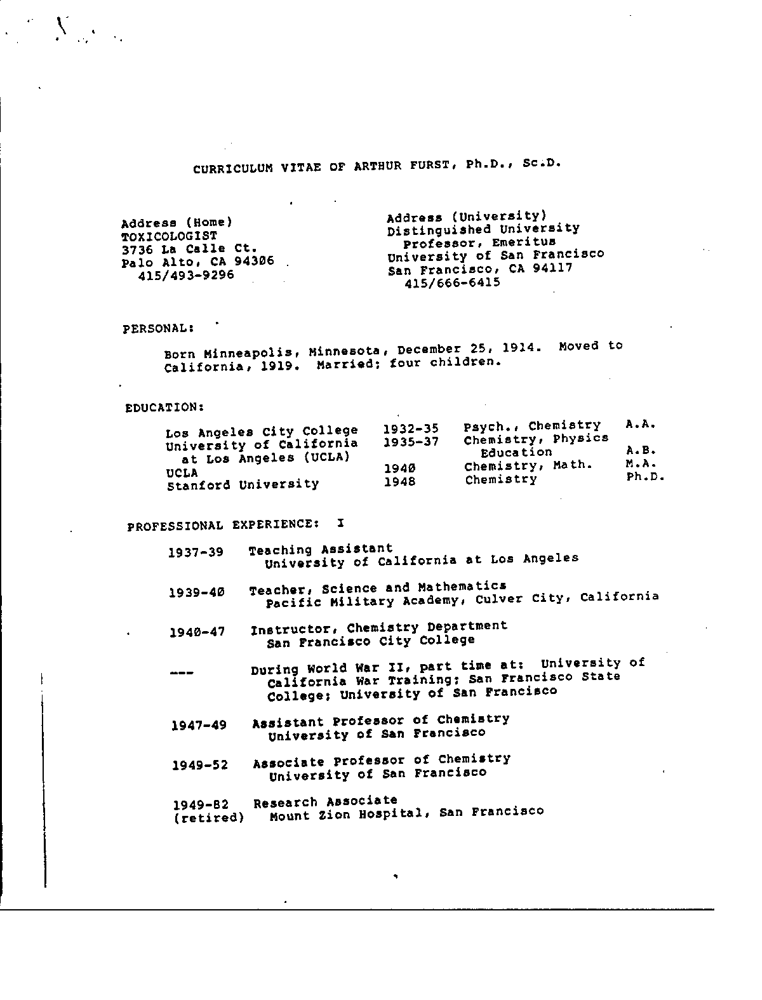 CURRICULUM VITAE OF ARTHUR FURST, Ph.D., Sc.D.
Address (Home)
TOXICOLOGIST
3736 La Calle Ct.
Palo Alto, CA 94306
415/493-9296
Address (University)
Distinguished University
Professor, Emeritus
University of San Francisco
San Francisco, CA 94117
415/666-6415
PERSONAL:
Born Minneapolis, Minnesota, December 25, 1914. Moved to
California, 1919. Married; four children.
EDUCATION:
Los Angeles City College 1932-35 Psych., Chemistry A.A.
University of California 1935-37 Chemistry, Physics
at Los Angeles (UCLA) Education A.B.
UCLA 1940 Chemistry, Math. M.A.
Stanford University 1948 Chemistry Ph.D.
PROFESSIONAL EXPERIENCE: I
1937-39 Teaching Assistant
University of California at Los Angeles
1939-40 Teacher, Science and Mathematics
Pacific Military Academy, Culver City, California
1940-47 Instructor, Chemistry Department
San Francisco City College
--- During World War II, part time at: University of
California War Training; San Francisco State
College; University of San Francisco
1947-49 Assistant Professor of Chemistry
University of San Francisco
1949-52 Associate Professor of Chemistry
University of San Francisco
1949-82 Research Associate
(retired) Mount Zion Hospital, San Francisco